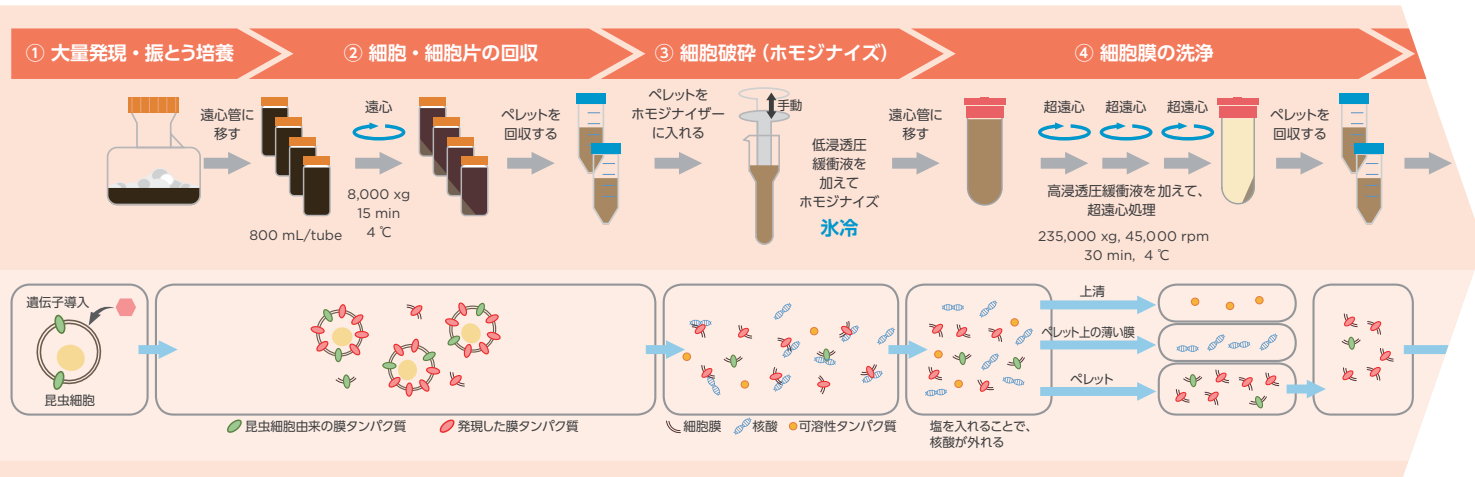 ① 大量発現・振とう培養
② 細胞・細胞片の回収
③ 細胞破砕（ホモジナイズ）
④ 細胞膜の洗浄
遠心管に
移す
800 mL/tube
遠心
8,000 xg
15 min
4 ℃
ペレットを
回収する
ペレットを
ホモジナイザー
に入れる
手動
低浸透圧
緩衝液を
加えて
ホモジナイズ
氷冷
遠心管に
移す
超遠心
超遠心
超遠心
高浸透圧緩衝液を加えて、
超遠心処理
235,000 xg, 45,000 rpm
30 min, 4 ℃
ペレットを
回収する
遺伝子導入
昆虫細胞
昆虫細胞由来の膜タンパク質
発現した膜タンパク質
細胞膜
核酸
可溶性タンパク質
塩を入れることで、
核酸が外れる
上清
ペレット上の薄い膜
ペレット